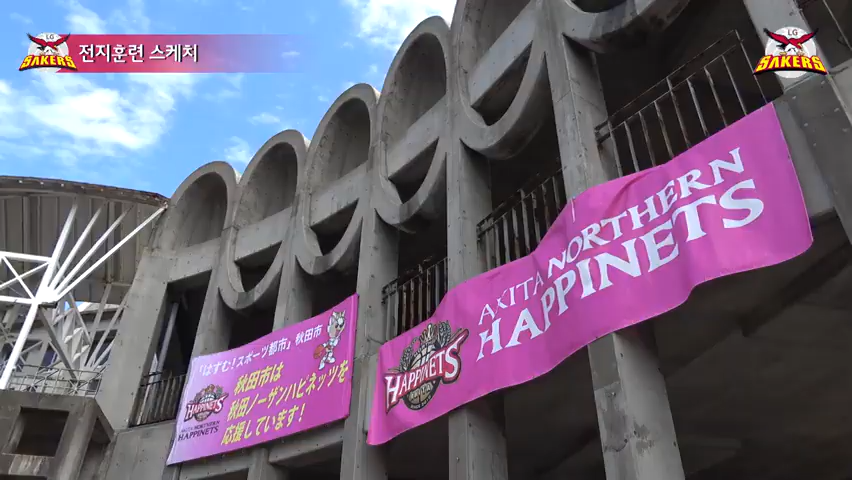 LG
SAKERS
전지훈련 스케치
LG
SAKERS
AKITA NORTHERN
HAPPINETS
HAPPINETS
「はずむ!スポーツ都市」秋田市
秋田市は
秋田ノーザンハピネッツを
応援しています!
HAPPINETS
AKITA NORTHERN
HAPPINETS